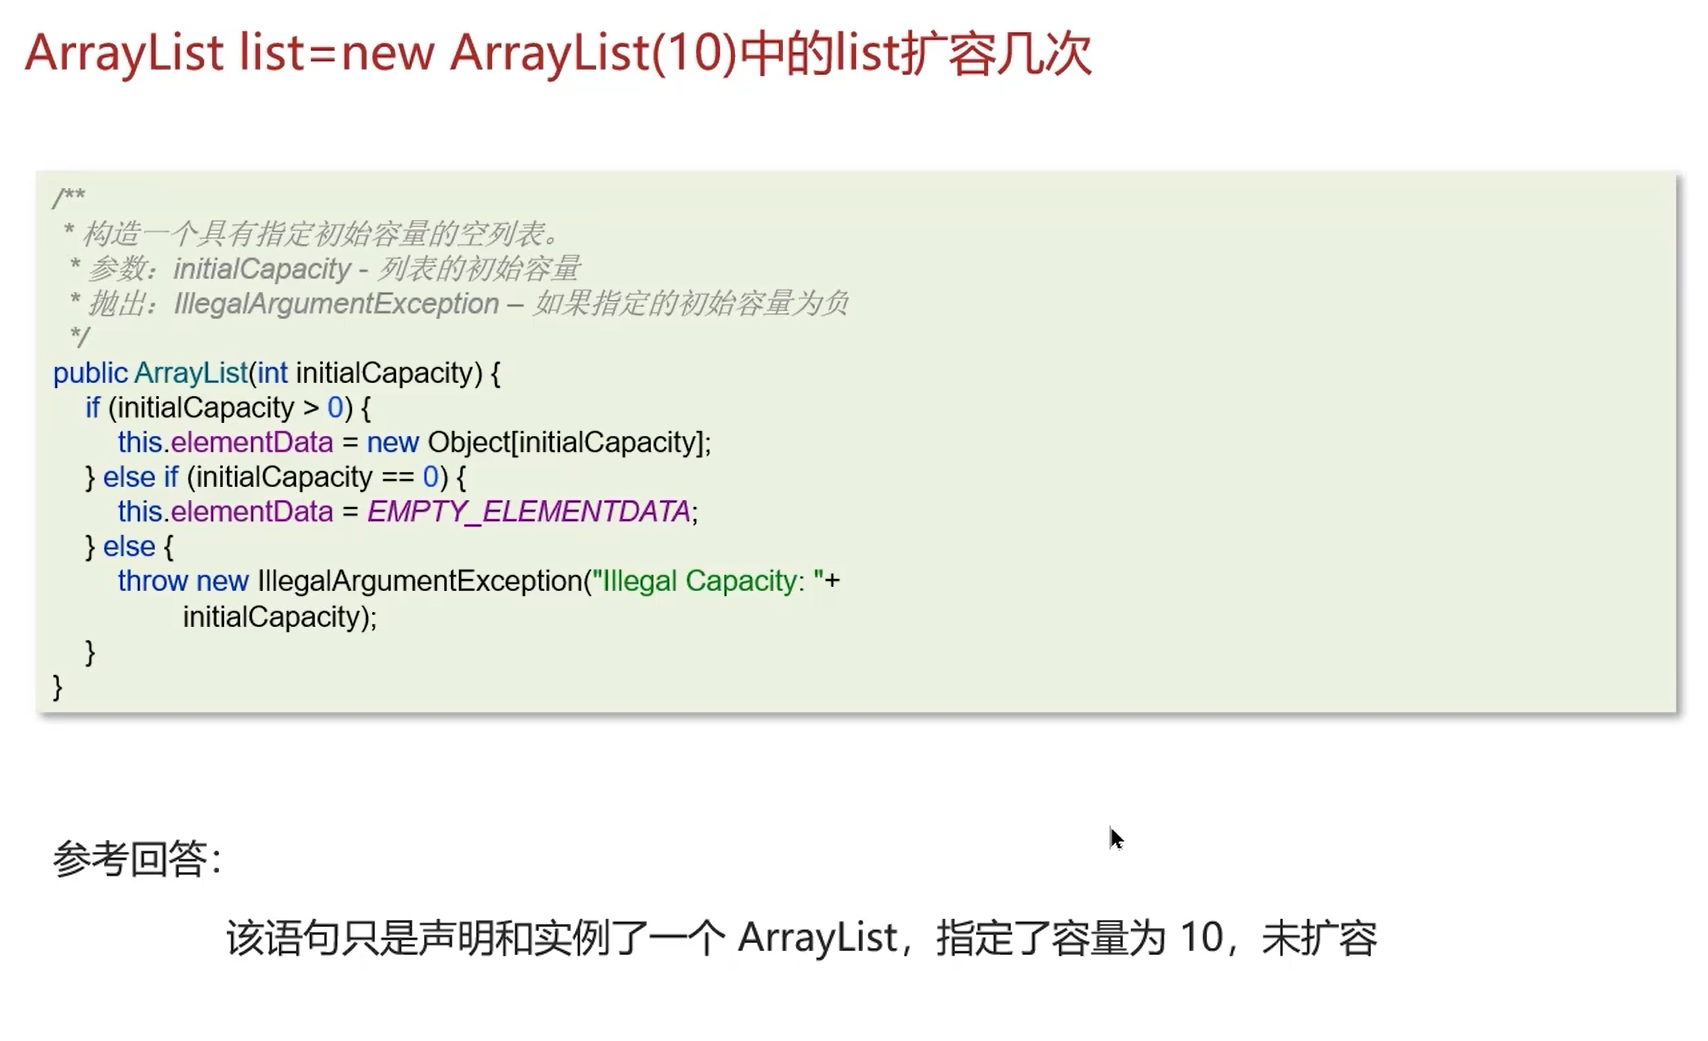 ArrayList list=new ArrayList(10)中的list扩容几次
/**
* 构造一个具有指定初始容量的空列表。
* 参数：initialCapacity - 列表的初始容量
* 抛出：IllegalArgumentException – 如果指定的初始容量为负
*/
public ArrayList(int initialCapacity) {
if (initialCapacity > 0) {
this.elementData = new Object[initialCapacity];
} else if (initialCapacity == 0) {
this.elementData = EMPTY_ELEMENTDATA;
} else {
throw new IllegalArgumentException("Illegal Capacity: "+
initialCapacity);
}
}
参考回答：
该语句只是声明和实例了一个 ArrayList，指定了容量为 10，未扩容